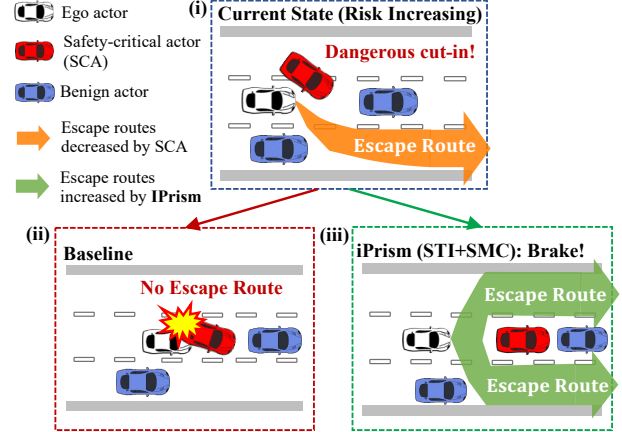 Ego actor
Safety-critical actor
(SCA)
Benign actor
Escape routes
decreased by SCA
Escape routes
increased by IPrism
(i)
Current State (Risk Increasing)
Dangerous cut-in!
Escape Route
(ii)
Baseline
No Escape Route
(iii)
iPrism (STI+SMC): Brake!
Escape Route
Escape Route